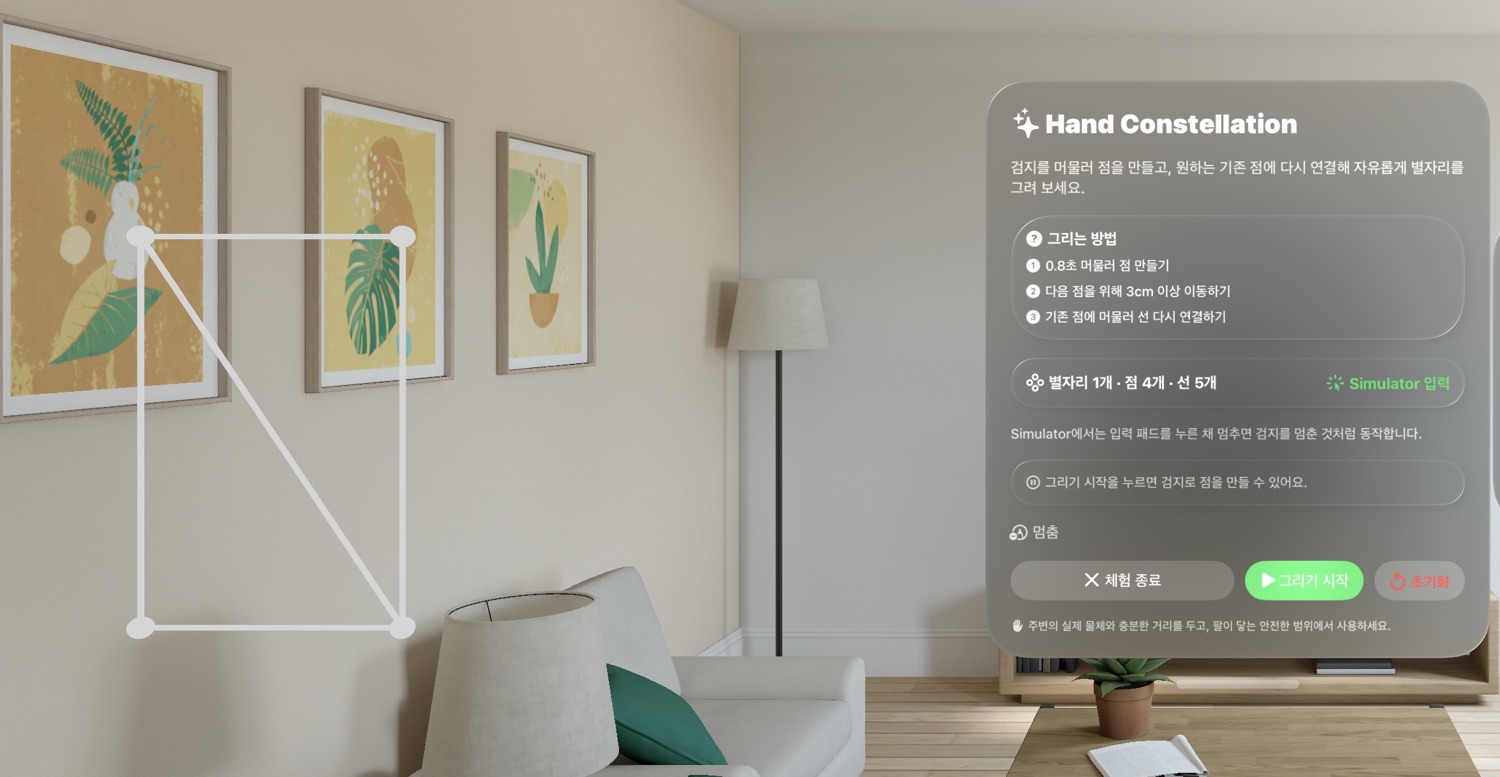 Hand Constellation
검지를 머물러 점을 만들고, 원하는 기존 점에 다시 연결해 자유롭게 별자리를
그려 보세요.
? 그리는 방법
1 0.8초 머물러 점 만들기
2 다음 점을 위해 3cm 이상 이동하기
3 기존 점에 머물러 선 다시 연결하기
별자리 1개 · 점 4개 · 선 5개
Simulator 입력
Simulator에서는 입력 패드를 누른 채 멈추면 검지를 멈춘 것처럼 동작합니다.
그리기 시작을 누르면 검지로 점을 만들 수 있어요.
멈춤
체험 종료
그리기 시작
초기화
주변의 실제 물체와 충분한 거리를 두고, 팔이 닿는 안전한 범위에서 사용하세요.